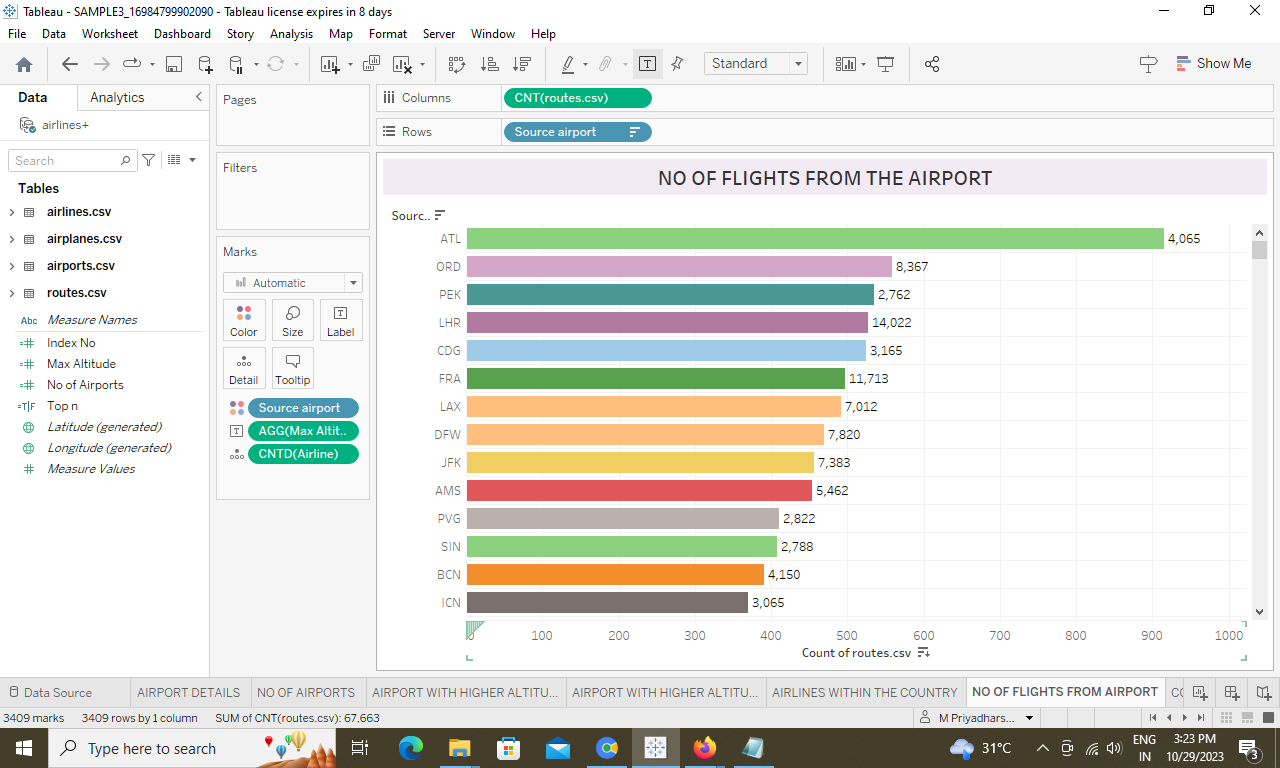 Tableau - SAMPLE3_16984799902090 - Tableau license expires in 8 days
File Data Worksheet Dashboard Story Analysis Map Format Server Window Help
Standard
Show Me
Data Analytics
airlines+
Search
Tables
airlines.csv
airplanes.csv
airports.csv
routes.csv
Abc Measure Names
Index No
Max Altitude
No of Airports
=T|F Top n
Latitude (generated)
Longitude (generated)
Measure Values
Pages
Filters
Marks
Automatic
Color Size Label
Detail Tooltip
Source airport
AGG(Max Altit..
CNTD(Airline)
Columns CNT(routes.csv)
Rows Source airport
NO OF FLIGHTS FROM THE AIRPORT
Sourc..
ATL 4,065
ORD 8,367
PEK 2,762
LHR 14,022
CDG 3,165
FRA 11,713
LAX 7,012
DFW 7,820
JFK 7,383
AMS 5,462
PVG 2,822
SIN 2,788
BCN 4,150
ICN 3,065
0 100 200 300 400 500 600 700 800 900 1000
Count of routes.csv
Data Source AIRPORT DETAILS NO OF AIRPORTS AIRPORT WITH HIGHER ALTITU... AIRPORT WITH HIGHER ALTITU... AIRLINES WITHIN THE COUNTRY NO OF FLIGHTS FROM AIRPORT
3409 marks 3409 rows by 1 column SUM of CNT(routes.csv): 67,663 M Priyadhars...
Type here to search 31°C ENG 3:23 PM
IN 10/29/2023 3